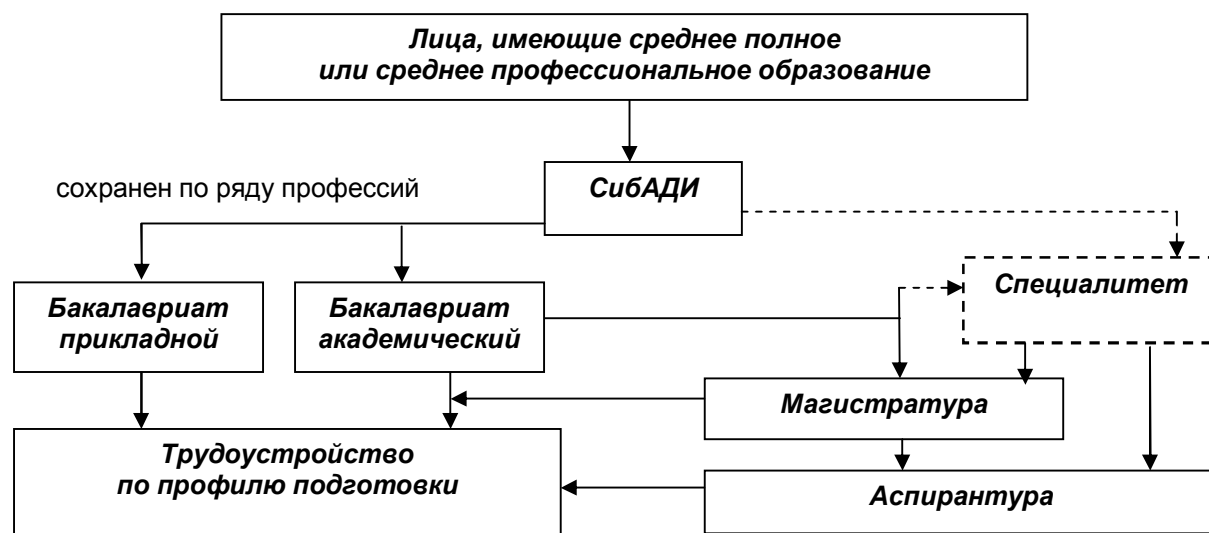 Лица, имеющие среднее полное
или среднее профессиональное образование
СибАДИ
сохранен по ряду профессий
Специалитет
Бакалавриат
прикладной
Бакалавриат
академический
Магистратура
Трудоустройство
по профилю подготовки
Аспирантура